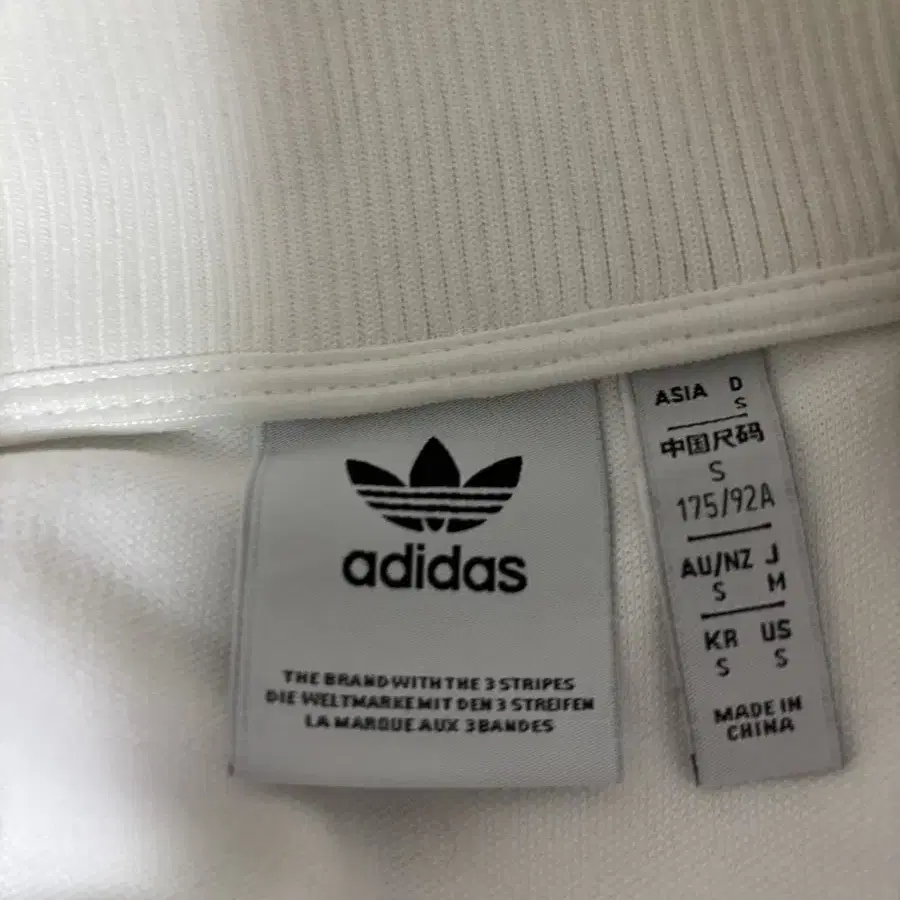 adidas
THE BRAND WITH THE 3 STRIPES
DIE WELTMARKE MIT DEN 3 STREIFEN
LA MARQUE AUX 3 BANDES
ASIA D
S
中国尺码
S
175/92A
AU/NZ J
S M
KR US
S S
MADE IN
CHINA